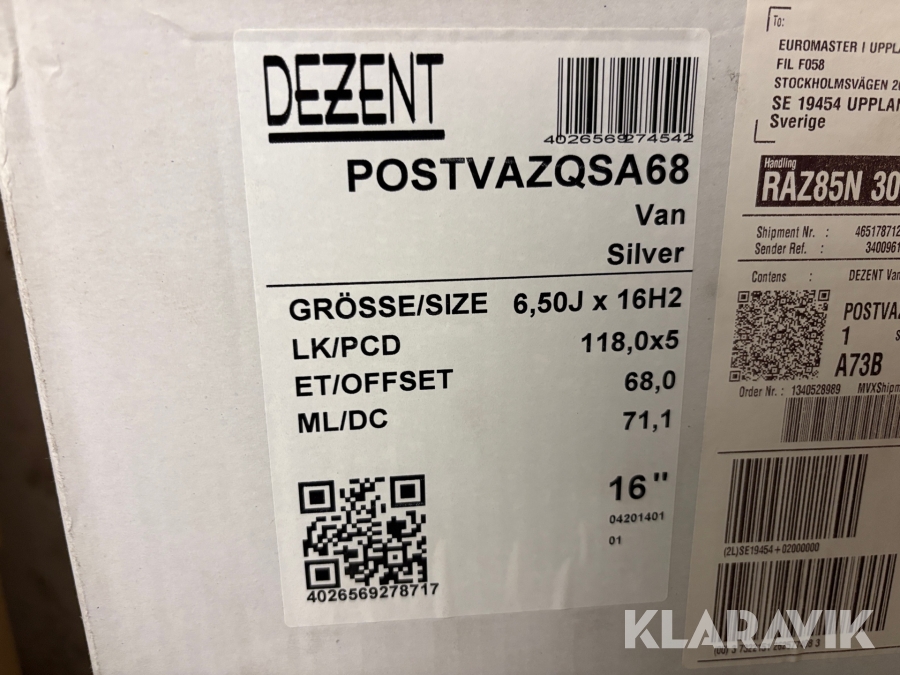 DEZENT
4026569274542
POSTVAZQSA68
Van
Silver
GRÖSSE/SIZE 6,50J x 16H2
LK/PCD 118,0x5
ET/OFFSET 68,0
ML/DC 71,1
16"
04201401
01
4026569278717
To:
EUROMASTER I UPPLA
FIL F058
STOCKHOLMSVÄGEN 2
SE 19454 UPPLAN
Sverige
Handling
RAZ85N 30
Shipment Nr. : 46517871
Sender Ref. : 3400961
Contens : DEZENT Van
POSTVAZ
1
A73B
Order Nr. : 1340528989 MVXShipm
(2L)SE19454+02000000
KLARAVIK